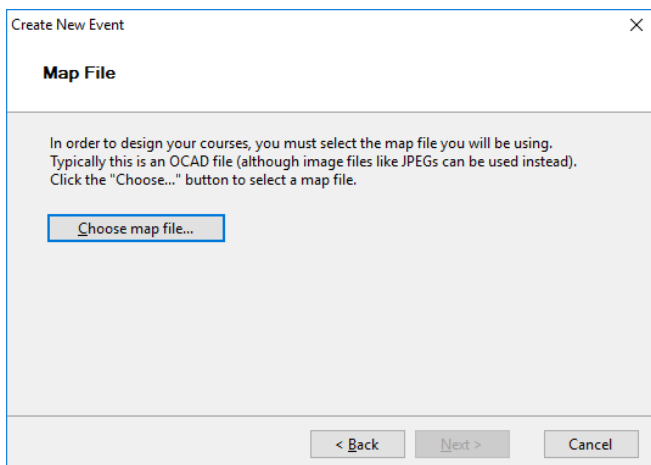 Create New Event
Map File
In order to design your courses, you must select the map file you will be using.
Typically this is an OCAD file (although image files like JPEGs can be used instead).
Click the "Choose..." button to select a map file.
Choose map file...
< Back Next > Cancel